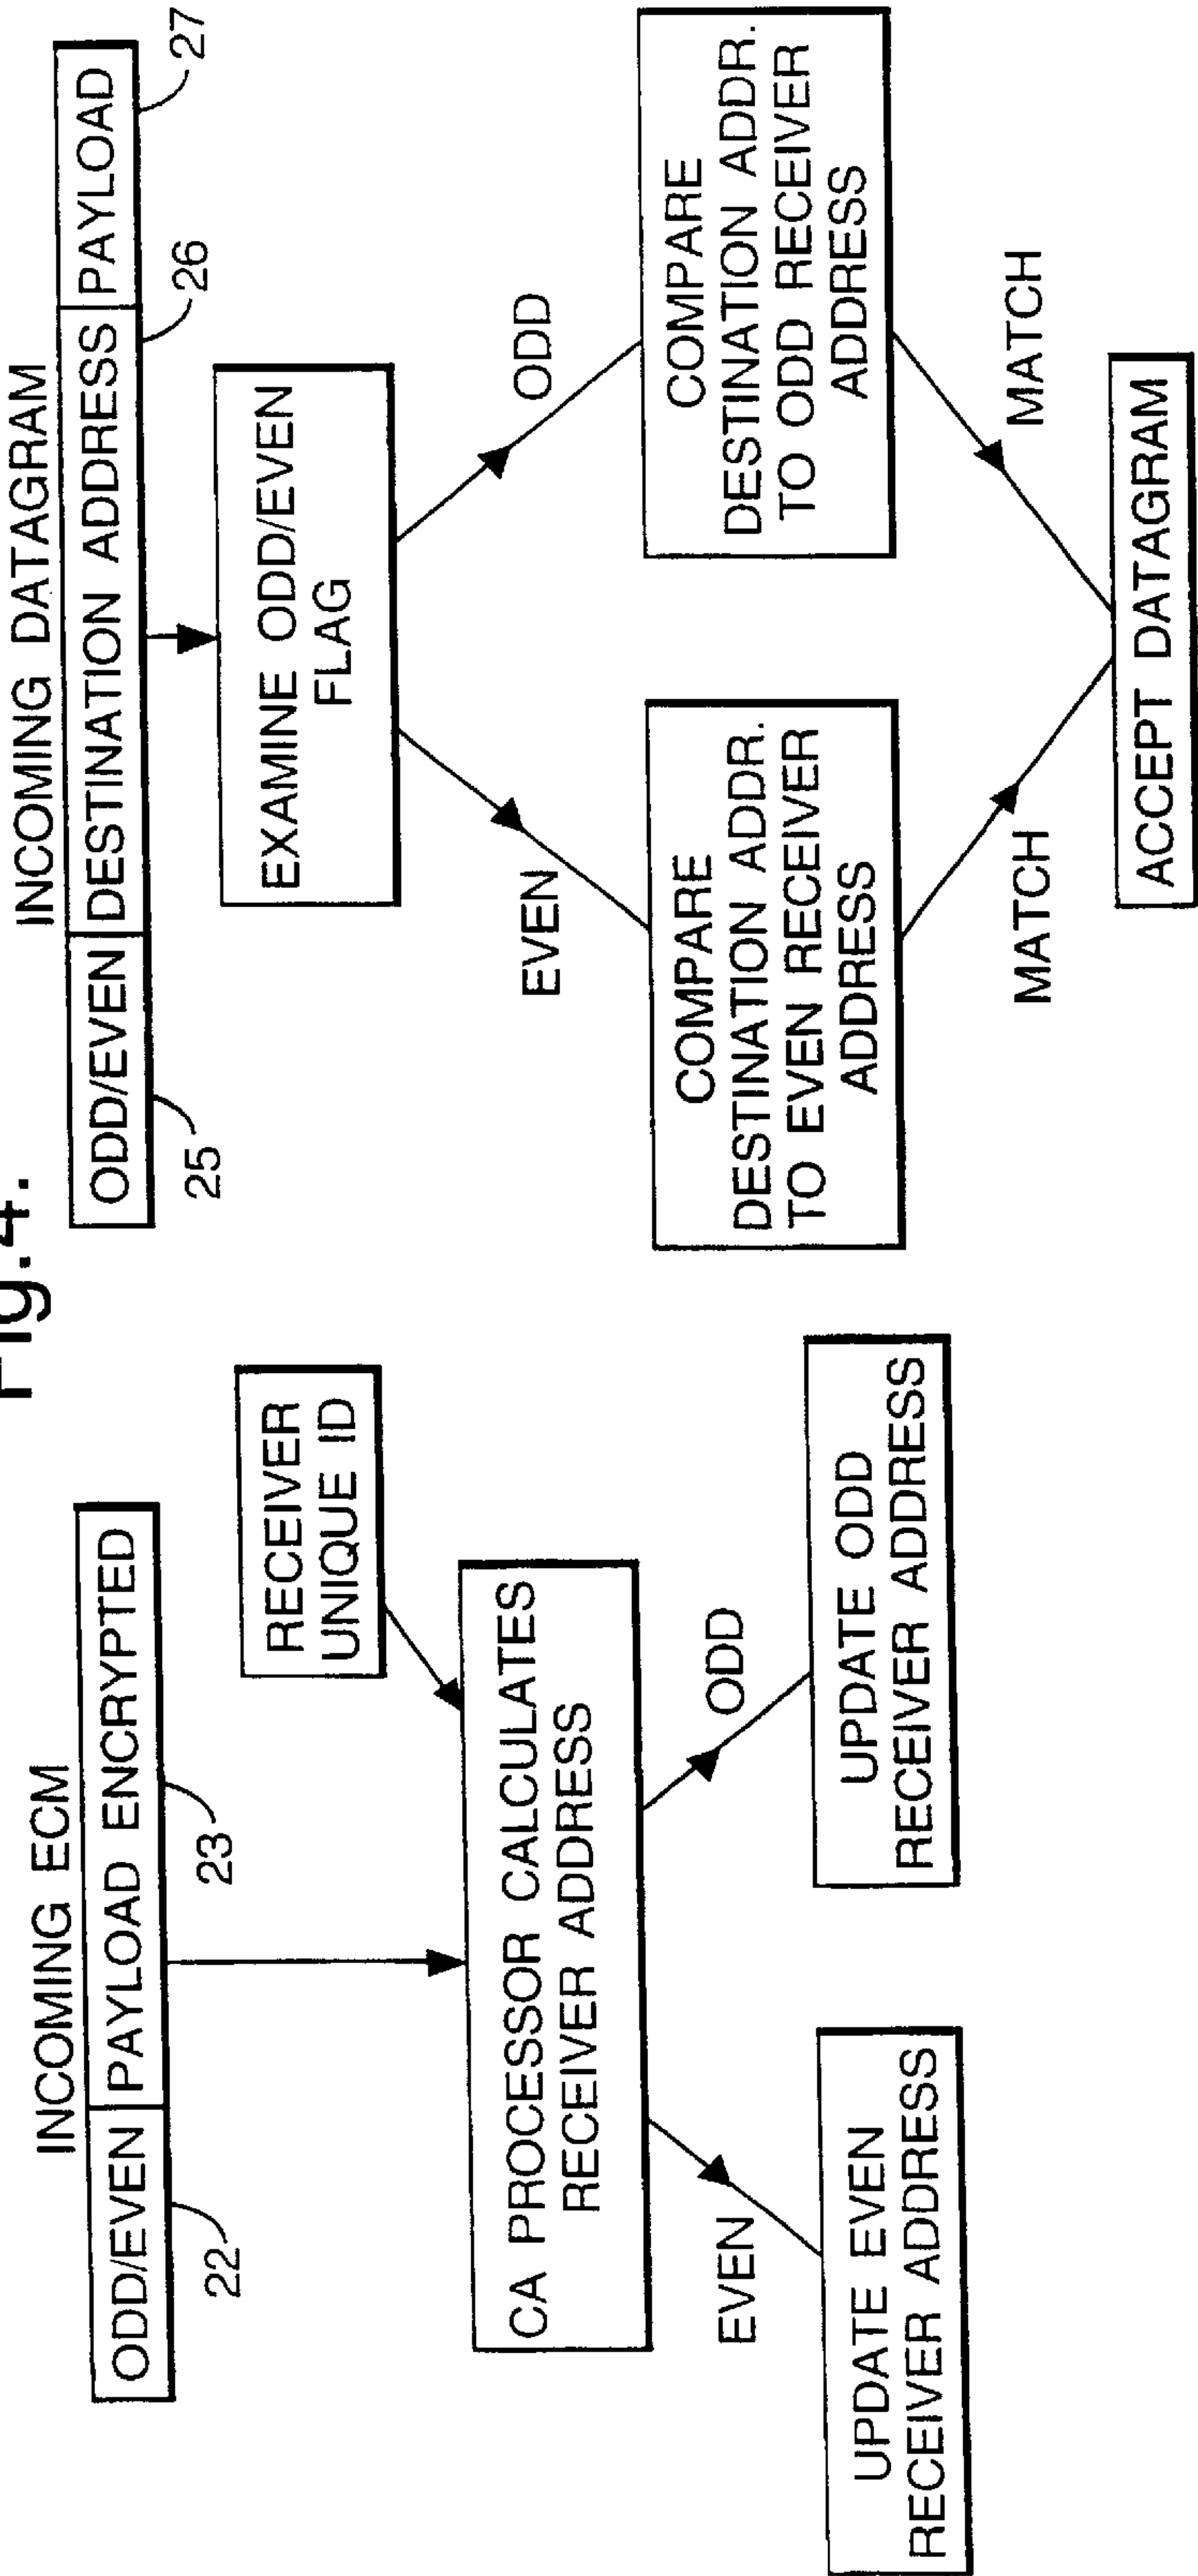 Fig.4.
INCOMING ECM
ODD/EVEN PAYLOAD ENCRYPTED
22
23
RECEIVER
UNIQUE ID
CA PROCESSOR CALCULATES
RECEIVER ADDRESS
EVEN
ODD
UPDATE EVEN
RECEIVER ADDRESS
UPDATE ODD
RECEIVER ADDRESS
INCOMING DATAGRAM
ODD/EVEN DESTINATION ADDRESS PAYLOAD
25
26
27
EXAMINE ODD/EVEN
FLAG
EVEN
ODD
COMPARE
DESTINATION ADDR.
TO EVEN RECEIVER
ADDRESS
COMPARE
DESTINATION ADDR.
TO ODD RECEIVER
ADDRESS
MATCH
MATCH
ACCEPT DATAGRAM